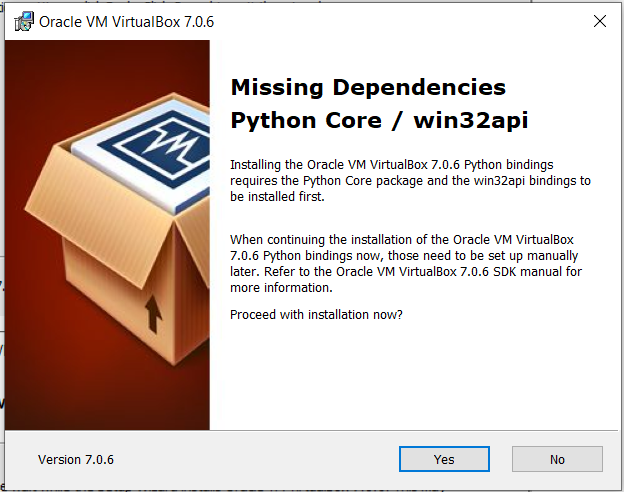 Oracle VM VirtualBox 7.0.6
Missing Dependencies
Python Core / win32api
Installing the Oracle VM VirtualBox 7.0.6 Python bindings
requires the Python Core package and the win32api bindings to
be installed first.
When continuing the installation of the Oracle VM VirtualBox
7.0.6 Python bindings now, those need to be set up manually
later. Refer to the Oracle VM VirtualBox 7.0.6 SDK manual for
more information.
Proceed with installation now?
Version 7.0.6
Yes
No